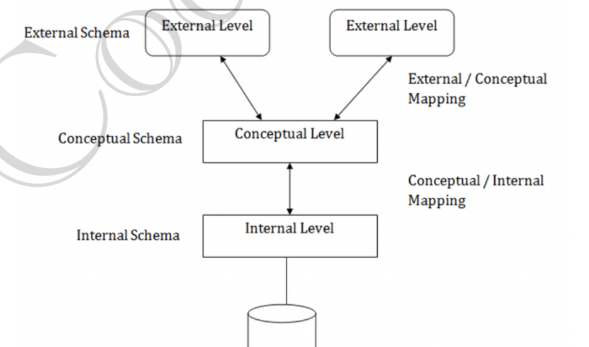 External Schema
External Level
External Level
External / Conceptual
Mapping
Conceptual Schema
Conceptual Level
Conceptual / Internal
Mapping
Internal Schema
Internal Level